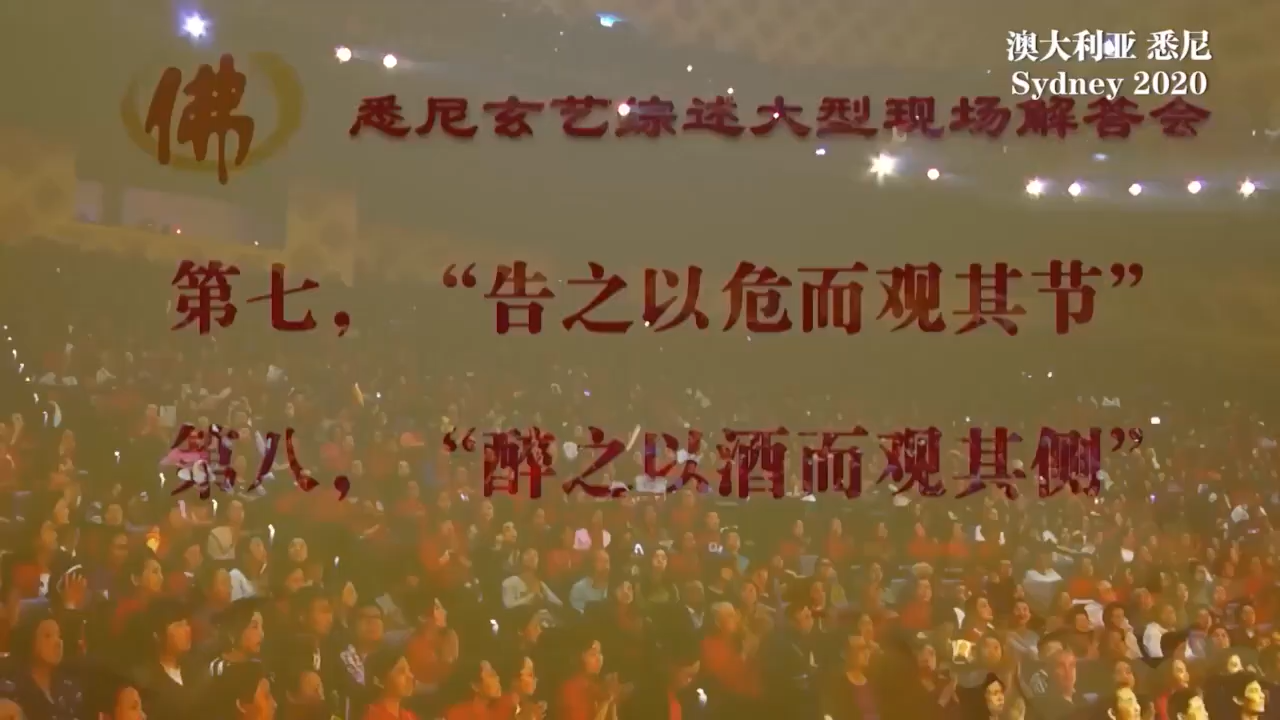 澳大利亚 悉尼
Sydney 2020
佛
悉尼玄艺综述大型现场解答会
第七，“告之以危而观其节”
第八，“醉之以酒而观其侧”